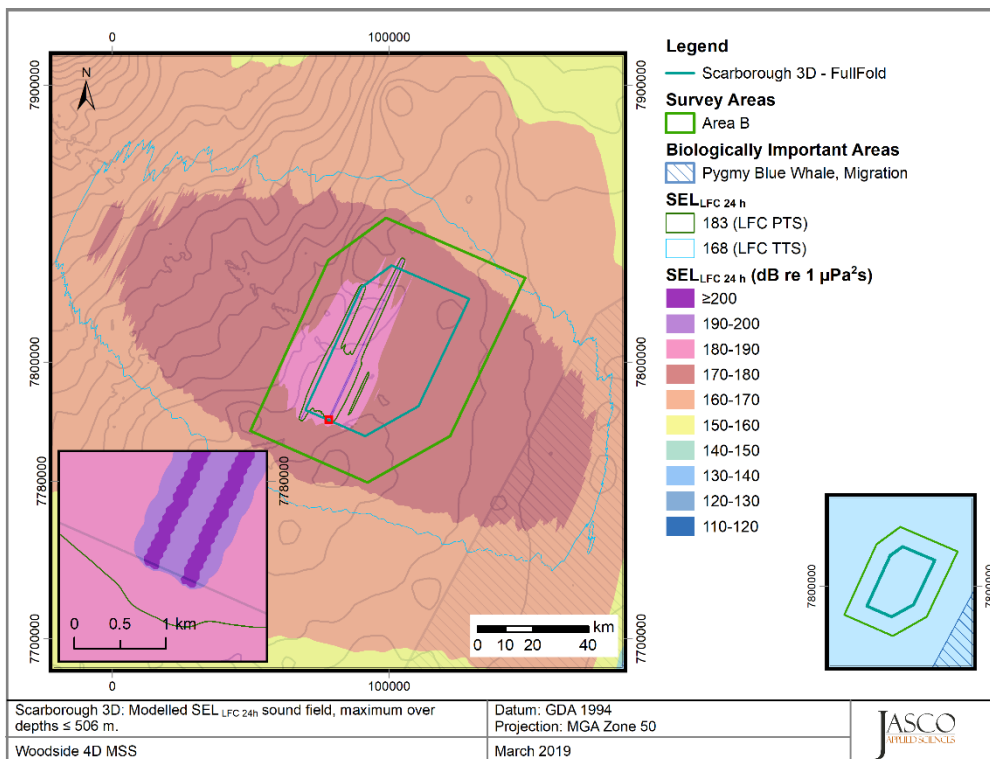 0
100000
N
7900000
7900000
7800000
7800000
7700000
7700000
7780000
7780000
0 0.5 1 km
km
0 10 20 40
0
100000
Legend
Scarborough 3D - FullFold
Survey Areas
Area B
Biologically Important Areas
Pygmy Blue Whale, Migration
SEL LFC 24 h
183 (LFC PTS)
168 (LFC TTS)
SEL LFC 24 h (dB re 1 µPa²s)
≥200
190-200
180-190
170-180
160-170
150-160
140-150
130-140
120-130
110-120
7800000
7800000
Scarborough 3D: Modelled SEL LFC 24h sound field, maximum over
depths ≤ 506 m.
Woodside 4D MSS
Datum: GDA 1994
Projection: MGA Zone 50
March 2019
JASCO
APPLIED SCIENCES